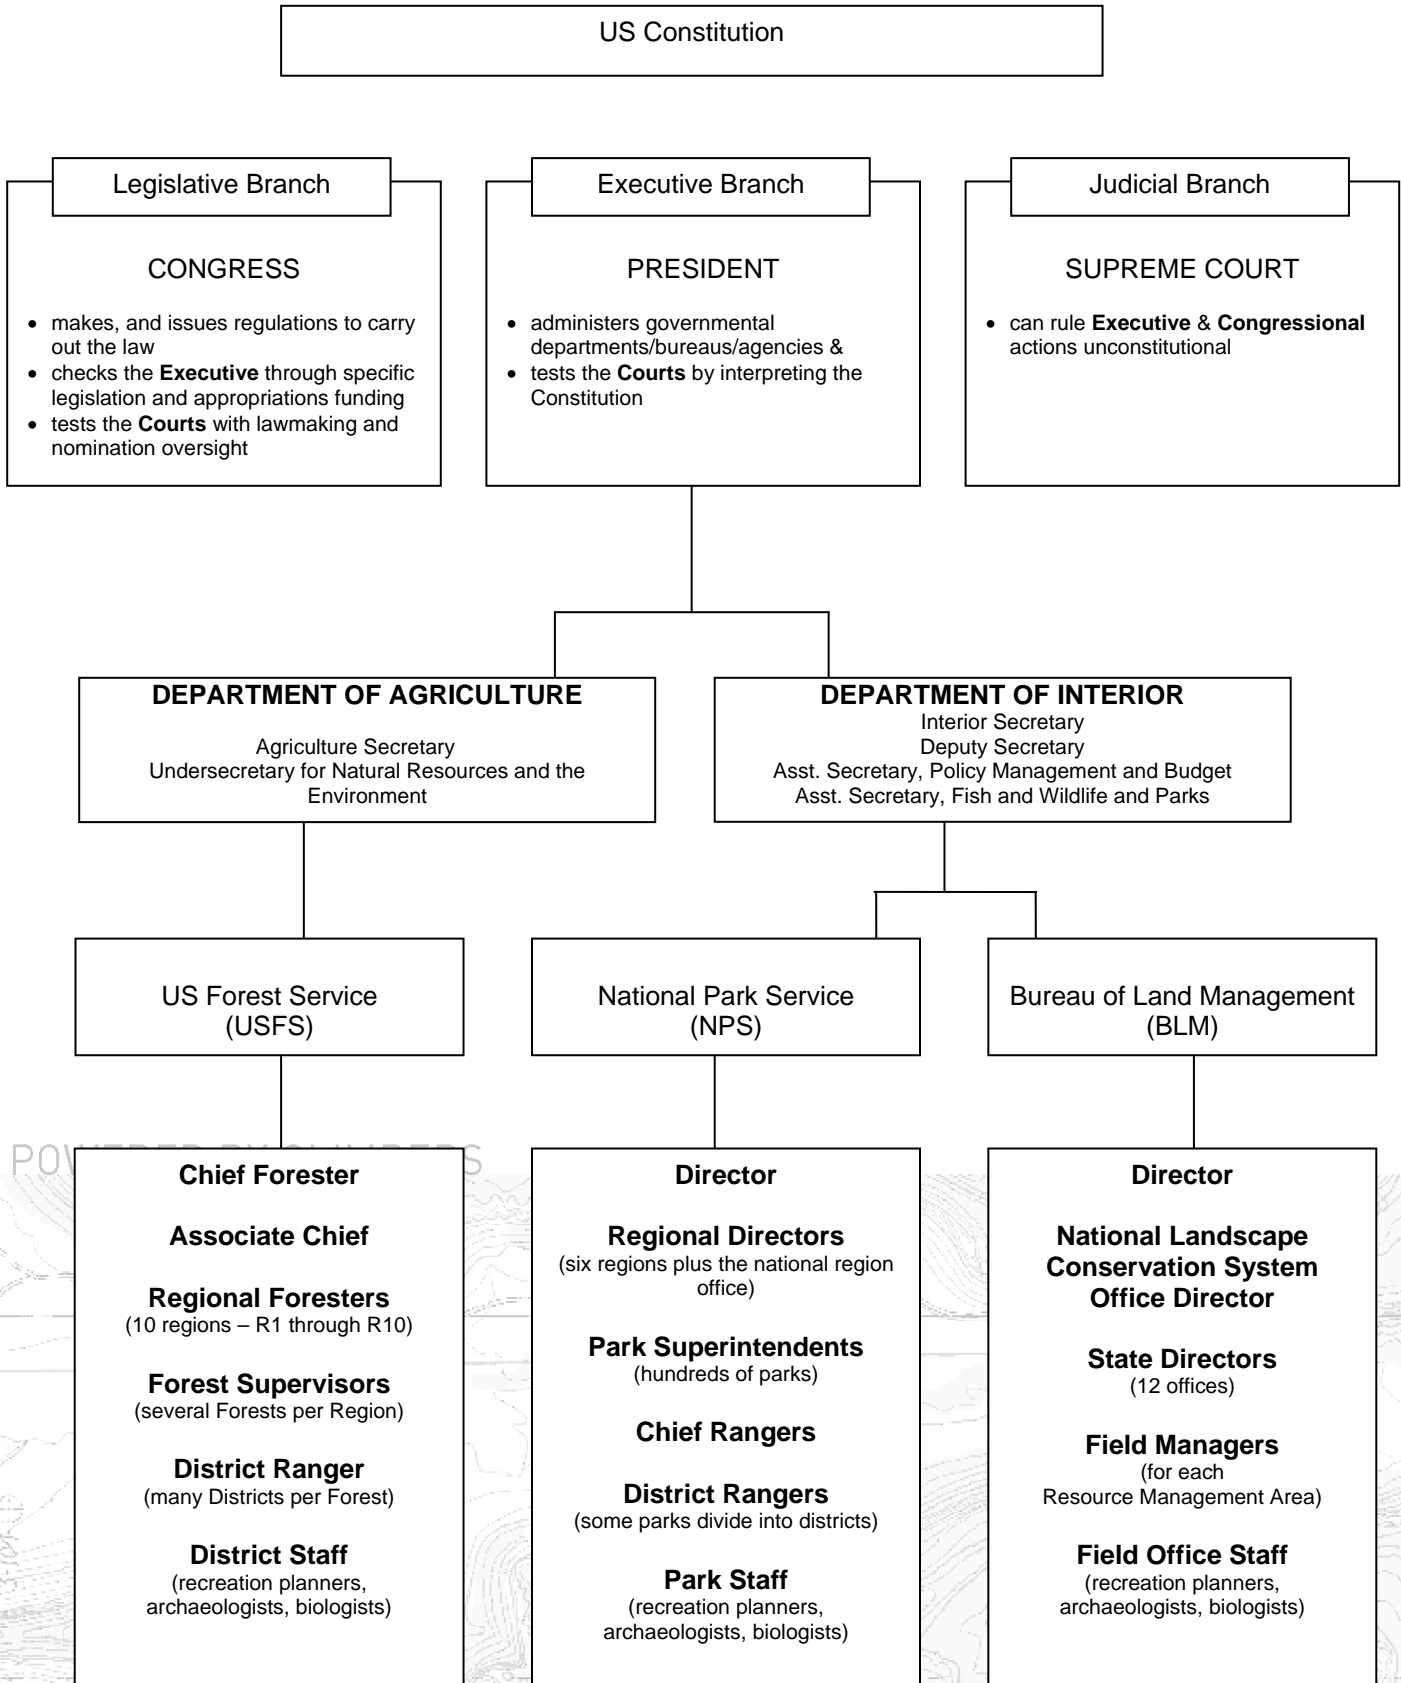 US Constitution
Legislative Branch
CONGRESS
• makes, and issues regulations to carry
out the law
• checks the Executive through specific
legislation and appropriations funding
• tests the Courts with lawmaking and
nomination oversight
Executive Branch
PRESIDENT
• administers governmental
departments/bureaus/agencies &
• tests the Courts by interpreting the
Constitution
Judicial Branch
SUPREME COURT
• can rule Executive & Congressional
actions unconstitutional
DEPARTMENT OF AGRICULTURE
Agriculture Secretary
Undersecretary for Natural Resources and the
Environment
DEPARTMENT OF INTERIOR
Interior Secretary
Deputy Secretary
Asst. Secretary, Policy Management and Budget
Asst. Secretary, Fish and Wildlife and Parks
US Forest Service
(USFS)
National Park Service
(NPS)
Bureau of Land Management
(BLM)
POWERED BY CLIMBERS
Chief Forester
Associate Chief
Regional Foresters
(10 regions – R1 through R10)
Forest Supervisors
(several Forests per Region)
District Ranger
(many Districts per Forest)
District Staff
(recreation planners,
archaeologists, biologists)
Director
Regional Directors
(six regions plus the national region
office)
Park Superintendents
(hundreds of parks)
Chief Rangers
District Rangers
(some parks divide into districts)
Park Staff
(recreation planners,
archaeologists, biologists)
Director
National Landscape
Conservation System
Office Director
State Directors
(12 offices)
Field Managers
(for each
Resource Management Area)
Field Office Staff
(recreation planners,
archaeologists, biologists)